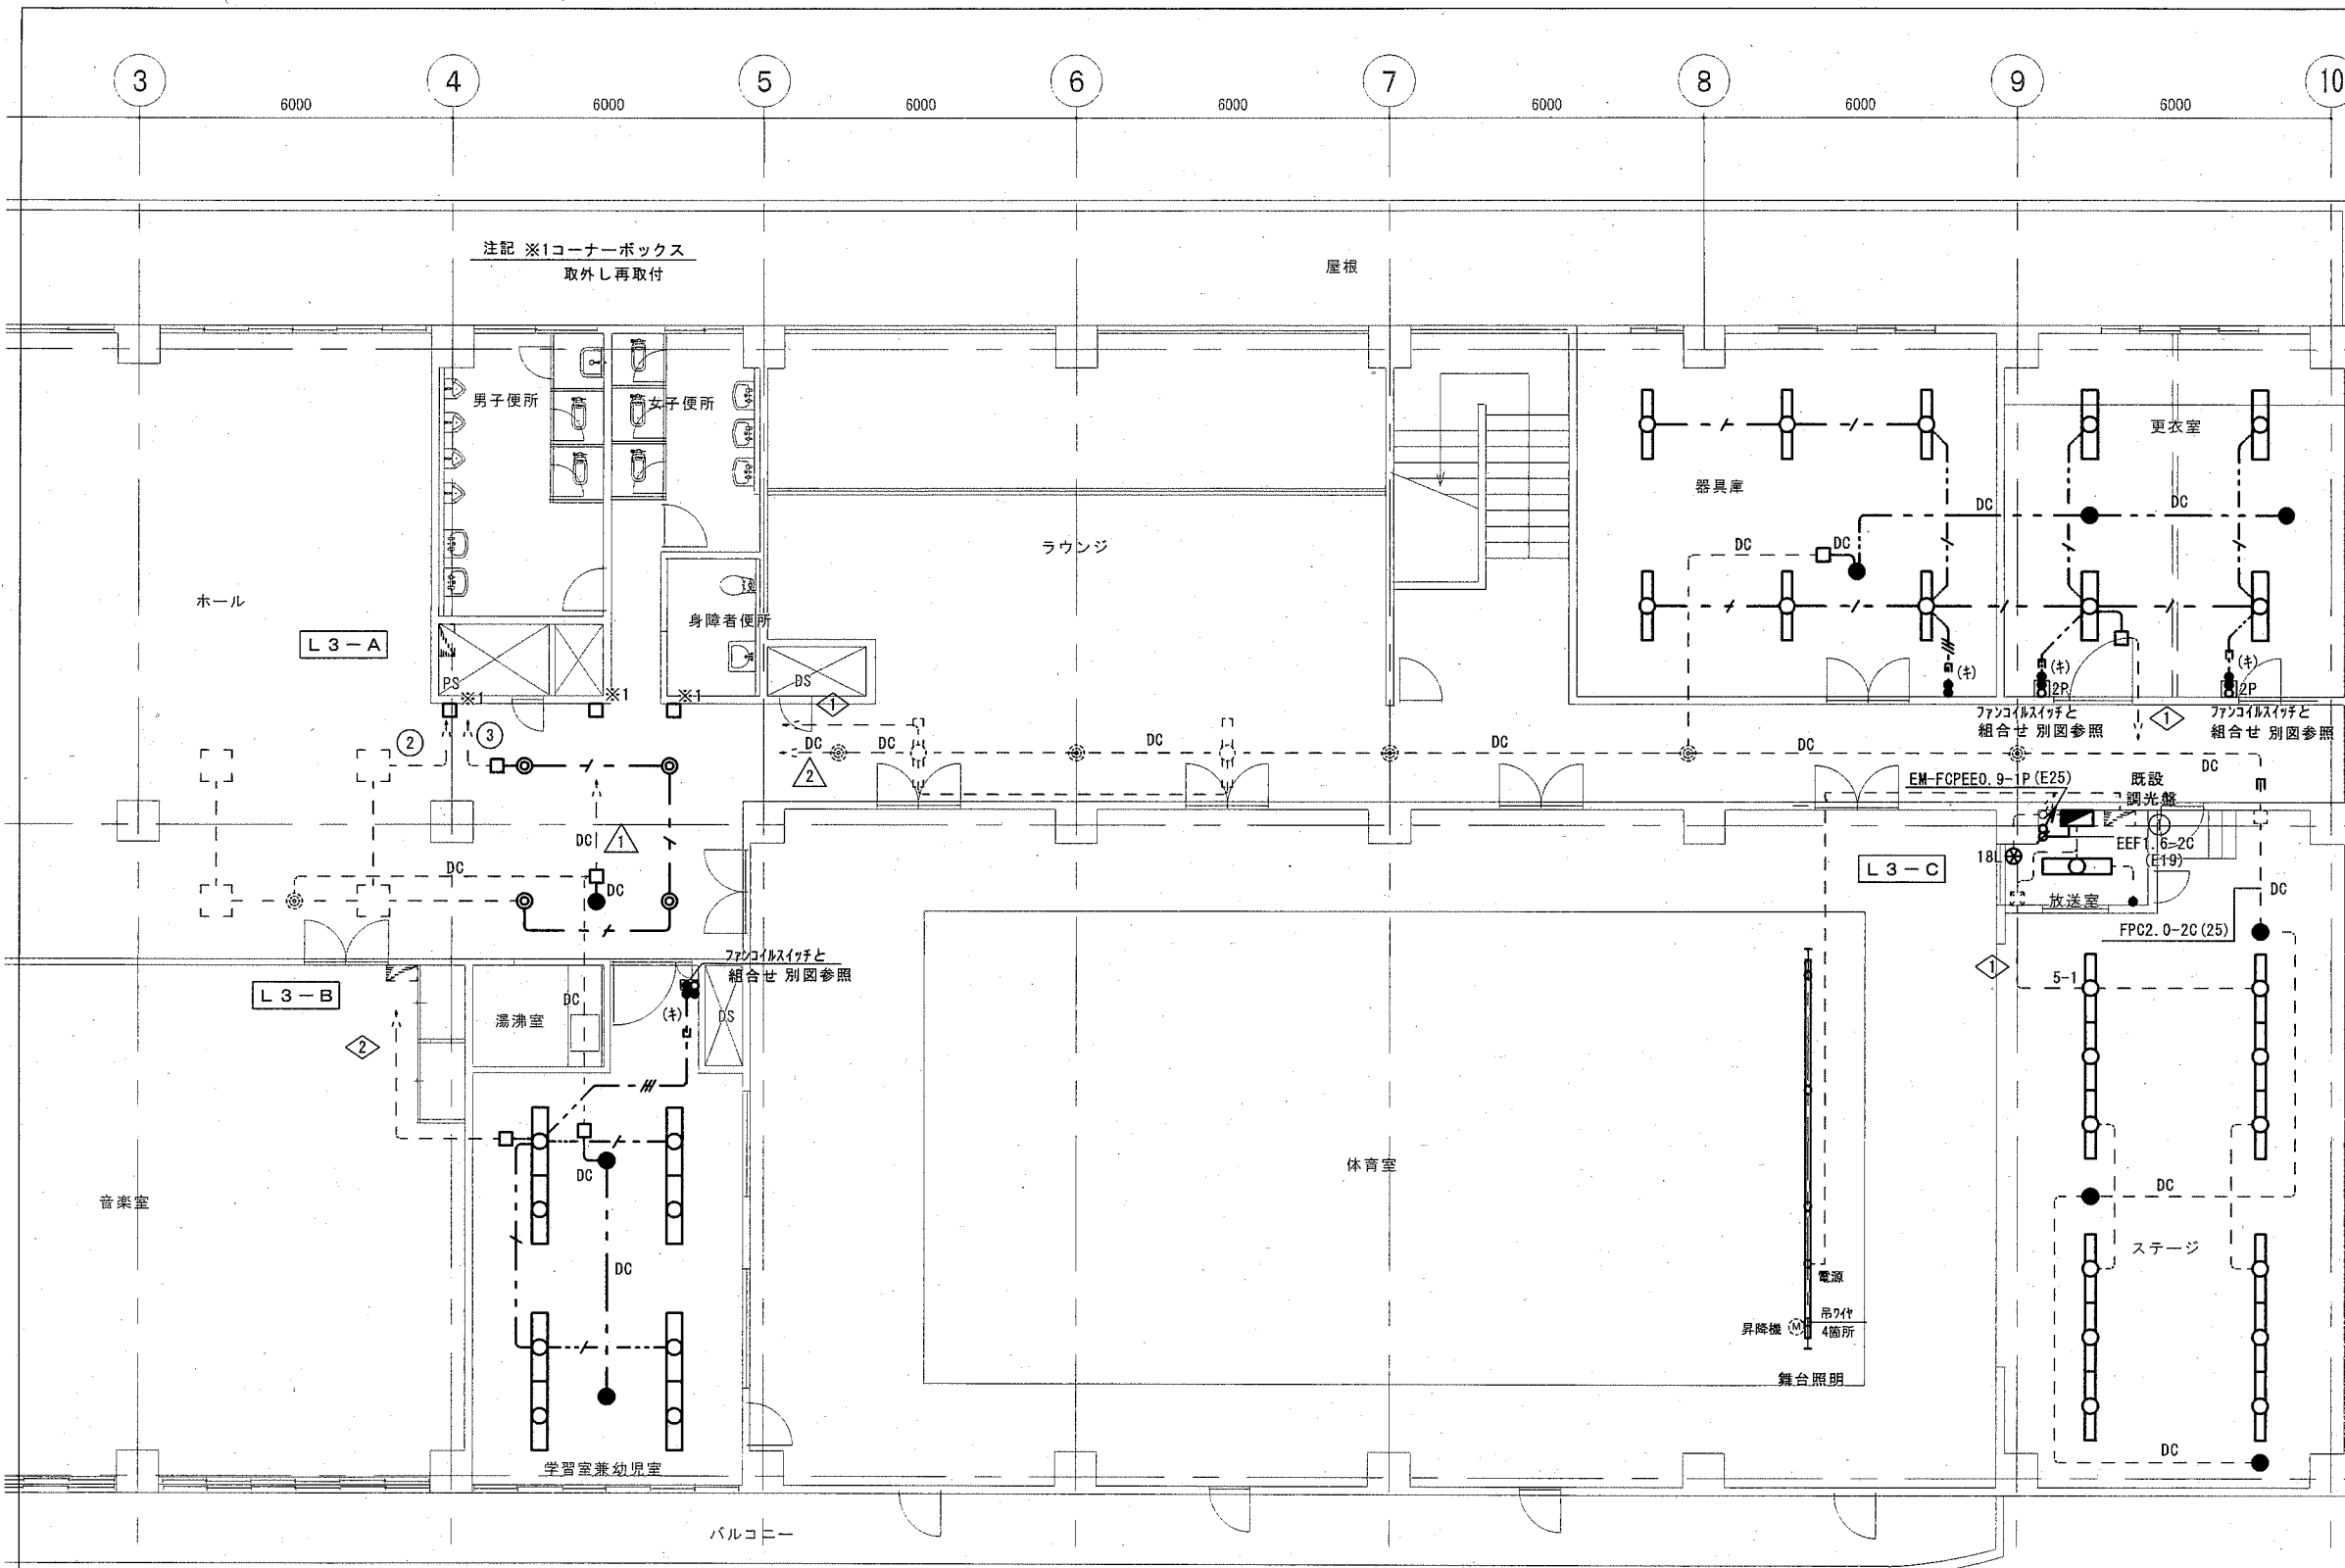 3 4 5 6 7 8 9 10
6000 6000 6000 6000 6000 6000 6000
注記 ※1コーナーボックス
取外し再取付
屋根
男子便所
女子便所
更衣室
器具庫
DC
DC
DC
DC
ラウンジ
ホール
身障者便所
L3-A
PS
※1
※1
※1
DS
1
(キ)
(キ)
(キ)
2P
2P
ファンコイルスイッチと
組合せ 別図参照
1
ファンコイルスイッチと
組合せ 別図参照
2
3
DC
DC
DC
DC
DC
DC
DC
2
EM-FCPEE0.9-1P(E25)
既設
調光盤
1
EEF1.6-2C
(E19)
18L
DC
1
DC
DC
L3-C
放送室
DC
FPC2.0-2C(25)
ファンコイルスイッチと
組合せ 別図参照
1
5-1
L3-B
DC
湯沸室
(キ)
DS
2
音楽室
DC
体育室
DC
ステージ
DC
電源
吊ワイヤ
4箇所
昇降機
M
舞台照明
DC
学習室兼幼児室
バルコニー